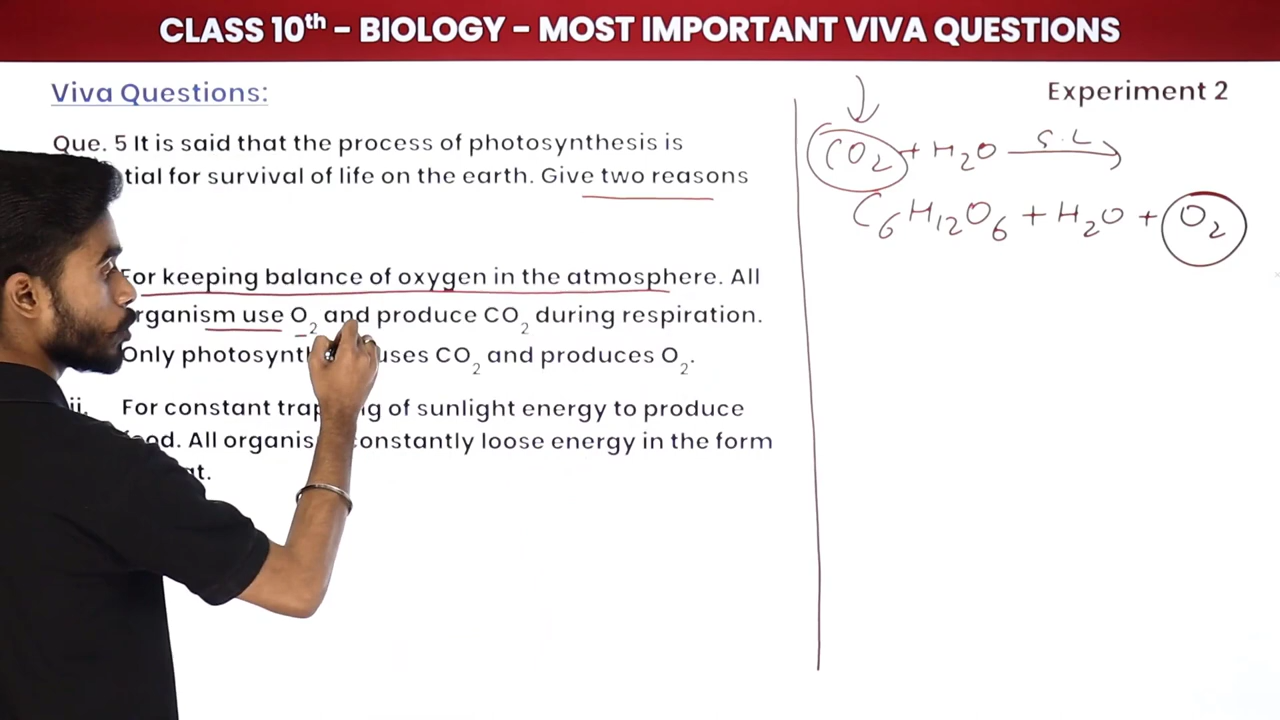 CLASS 10th – BIOLOGY – MOST IMPORTANT VIVA QUESTIONS
Viva Questions:
Experiment 2
Que. 5 It is said that the process of photosynthesis is
tial for survival of life on the earth. Give two reasons
For keeping balance of oxygen in the atmosphere. All
rganism use O2 and produce CO2 during respiration.
Only photosynth uses CO2 and produces O2.
ii. For constant trap g of sunlight energy to produce
food. All organis constantly loose energy in the form
at.
CO2 + H2O S.L
C6H12O6 + H2O + O2